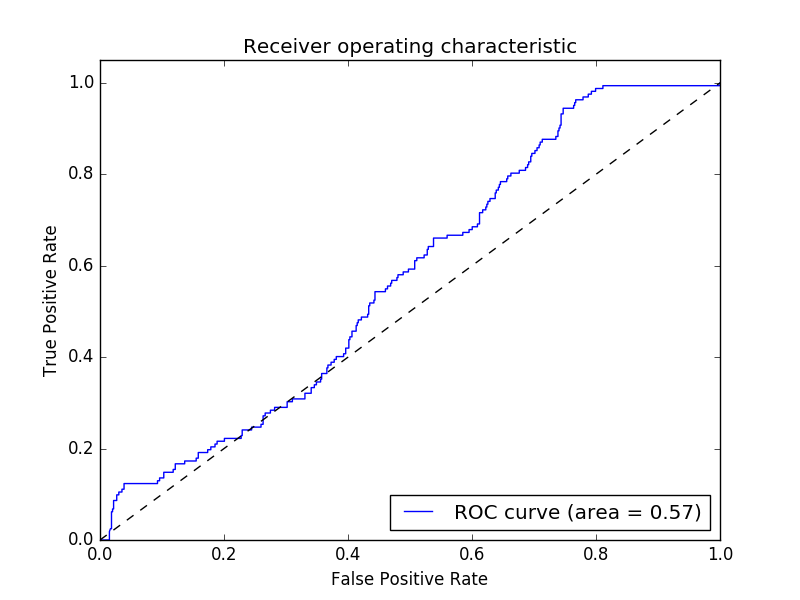 Receiver operating characteristic
True Positive Rate
1.0
0.8
0.6
0.4
0.2
0.0
ROC curve (area = 0.57)
0.0 0.2 0.4 0.6 0.8 1.0
False Positive Rate